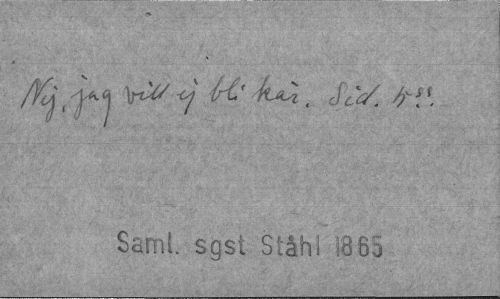 Nej, jag vill ej bli kär. Sid. 5
Saml. sgst Ståhl 1865